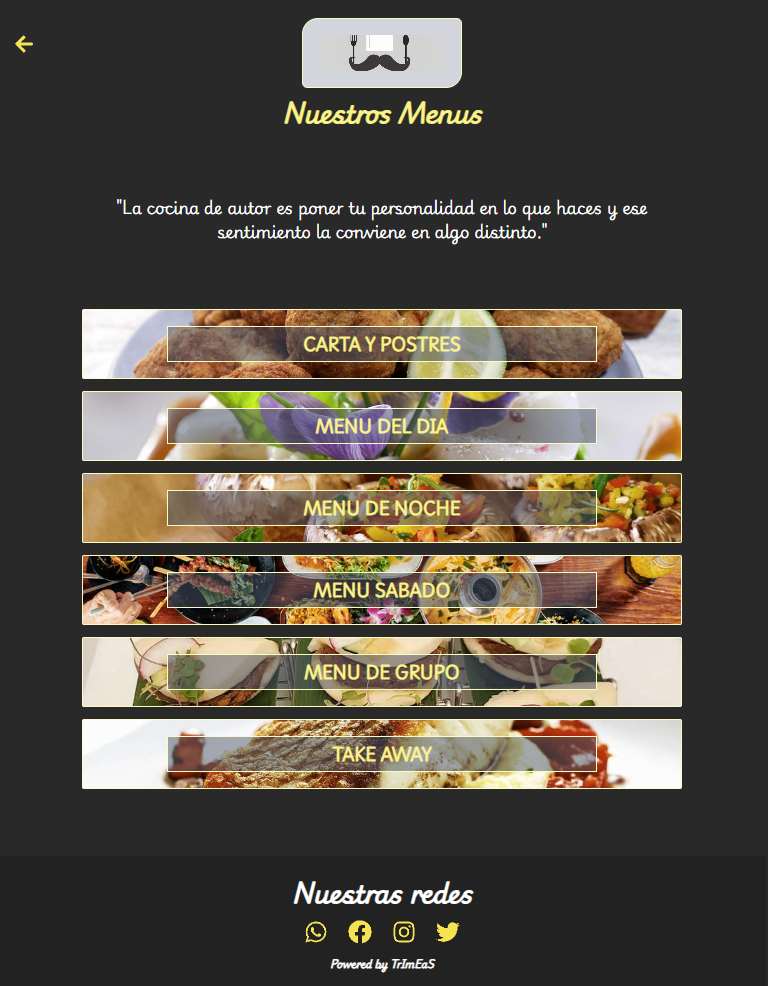 Nuestros Menus
"La cocina de autor es poner tu personalidad en lo que haces y ese
sentimiento la conviene en algo distinto."
CARTA Y POSTRES
MENU DEL DIA
MENU DE NOCHE
MENU SABADO
MENU DE GRUPO
TAKE AWAY
Nuestras redes
Powered by TrImEaS